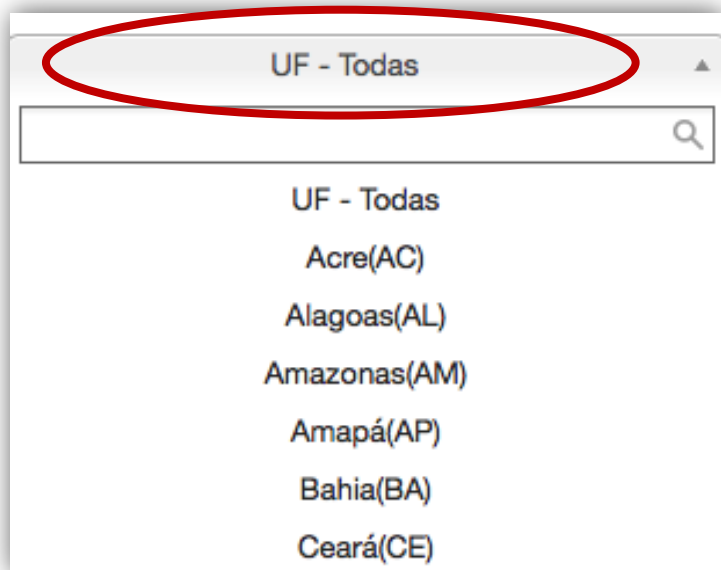 UF - Todas
UF - Todas
Acre(AC)
Alagoas(AL)
Amazonas(AM)
Amapá(AP)
Bahia(BA)
Ceará(CE)